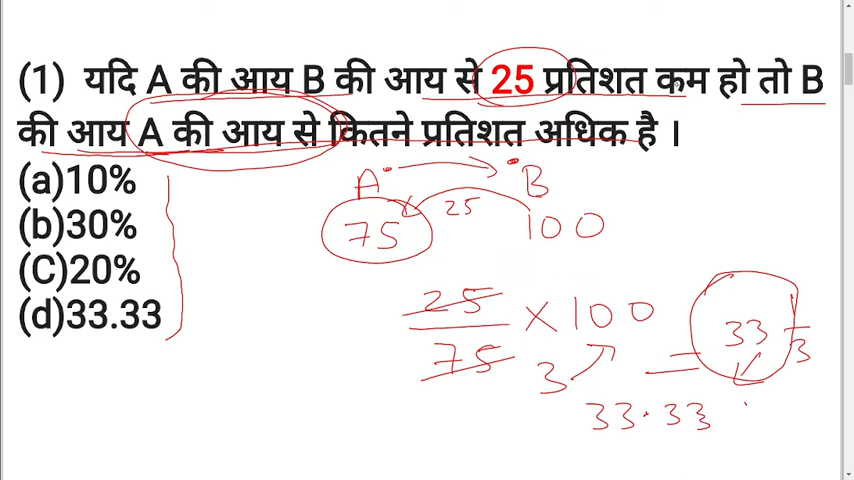 (1) यदि A की आय B की आय से 25 प्रतिशत कम हो तो B
की आय A की आय से कितने प्रतिशत अधिक है ।
(a)10%
(b)30%
(C)20%
(d)33.33
A B
75 25 100
25/75 × 100 = 33 1/3
3
33.33